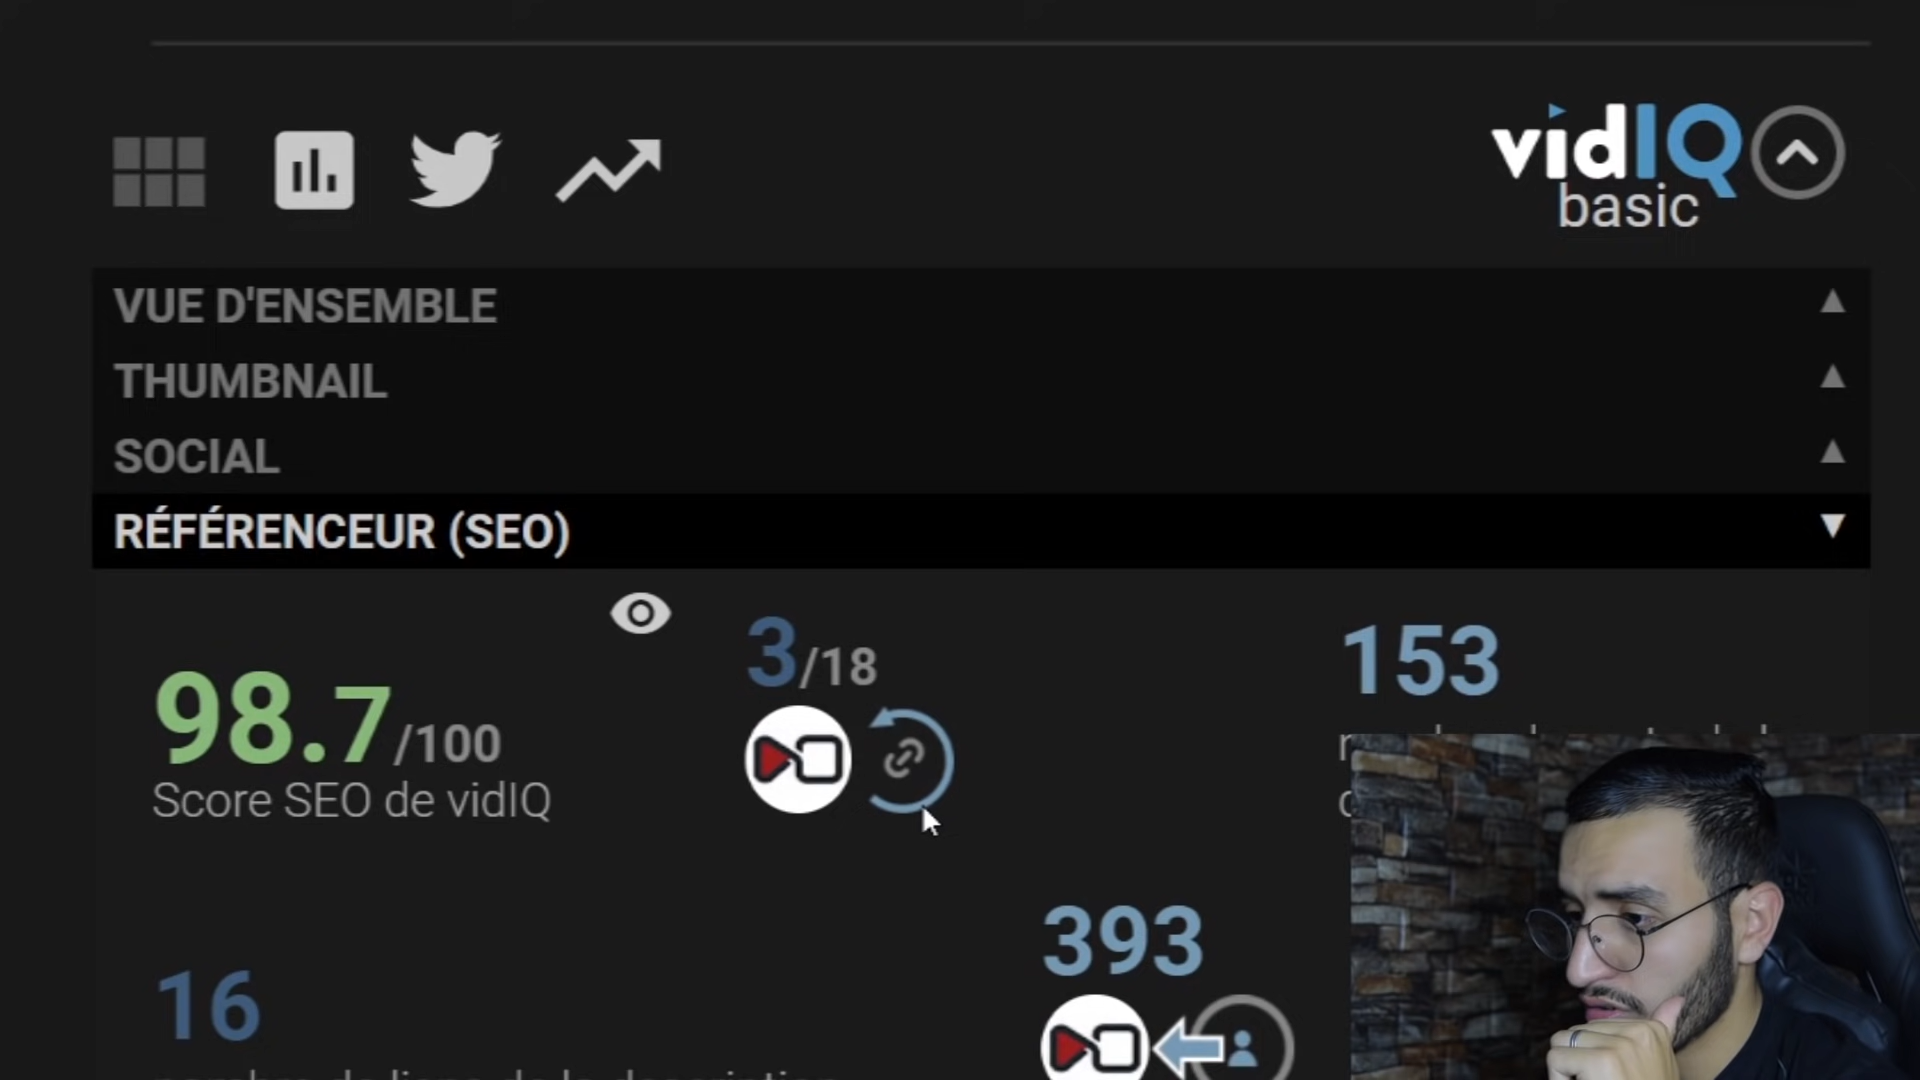 vidIQ
basic
VUE D'ENSEMBLE
THUMBNAIL
SOCIAL
RÉFÉRENCEUR (SEO)
98.7/100
Score SEO de vidIQ
3/18
153
16
393